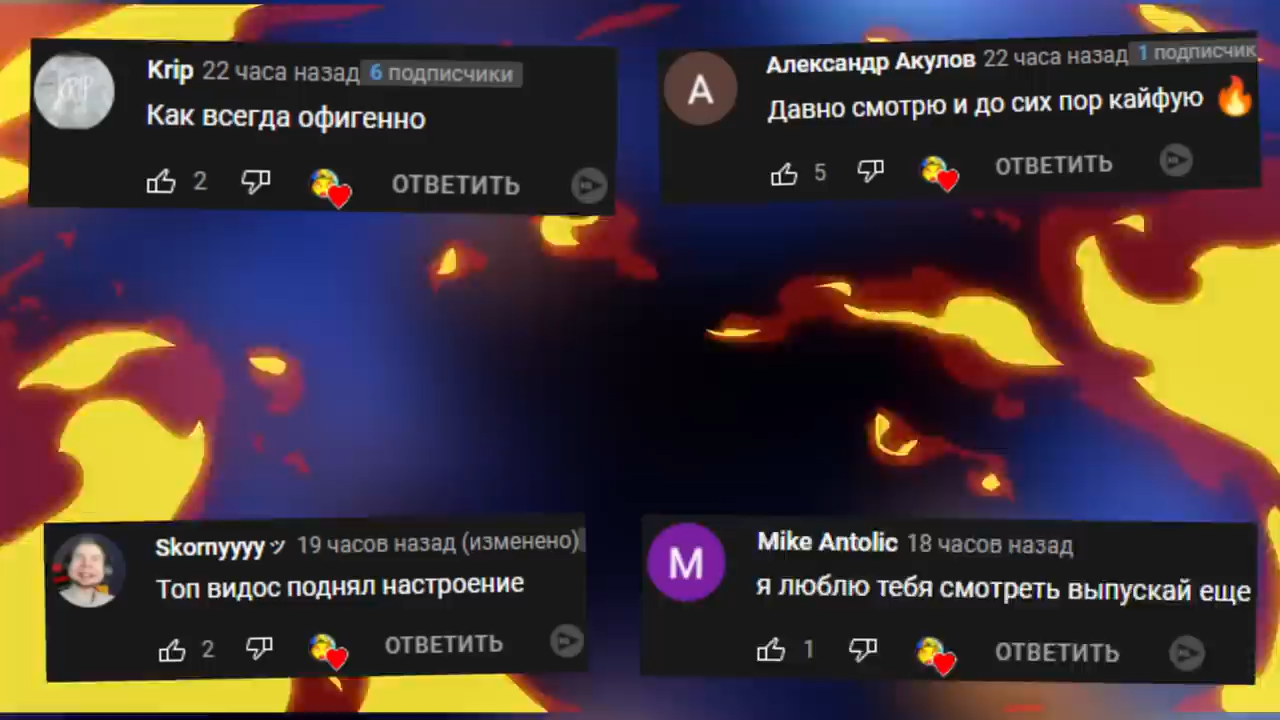 Krip 22 часа назад 6 подписчики
Как всегда офигенно
2 ОТВЕТИТЬ
A Александр Акулов 22 часа назад 1 подписчик
Давно смотрю и до сих пор кайфую 🔥
5 ОТВЕТИТЬ
Skornyyyy ツ 19 часов назад (изменено)
Топ видос поднял настроение
2 ОТВЕТИТЬ
M Mike Antolic 18 часов назад
я люблю тебя смотреть выпускай еще
1 ОТВЕТИТЬ